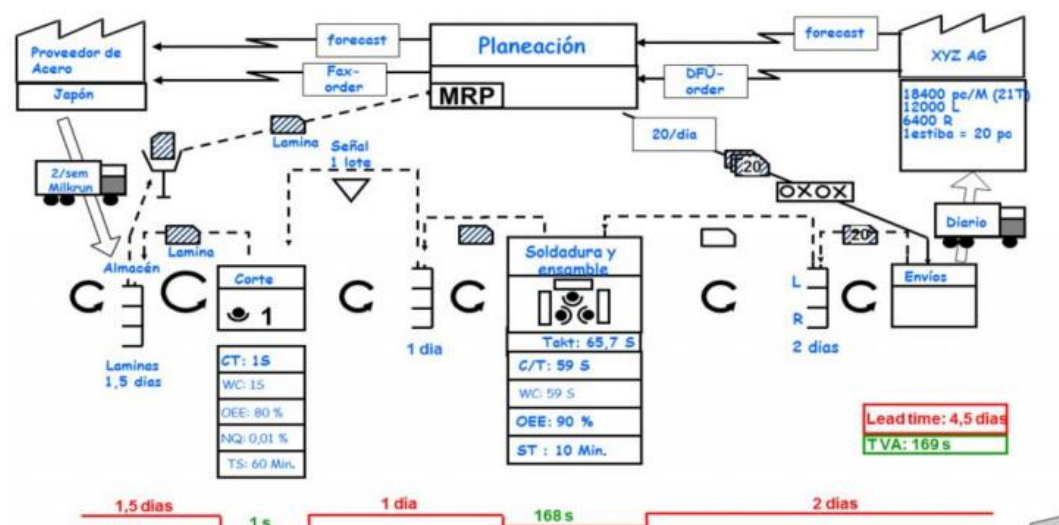 Proveedor de
Acero
Japón
forecast
Fax-
order
Planeación
MRP
forecast
DFÜ-
order
XYZ AG
18400 pc/M (21T)
12000 L
6400 R
1estiba = 20 pc
2/sem
Milkrun
Lamina
Señal
1 lote
20/dia
20
OXOX
Diario
Lamina
Almacén
Corte
1
Soldadura y
ensamble
20
Envíos
L
R
Laminas
1,5 dias
1 dia
2 dias
CT: 1S
WC: 1S
OEE: 80 %
NQ: 0,01 %
TS: 60 Min.
Takt: 65,7 S
C/T: 59 S
WC: 59 S
OEE: 90 %
ST : 10 Min.
Lead time: 4,5 dias
TVA: 169 s
1,5 dias
1 s
1 dia
168 s
2 dias